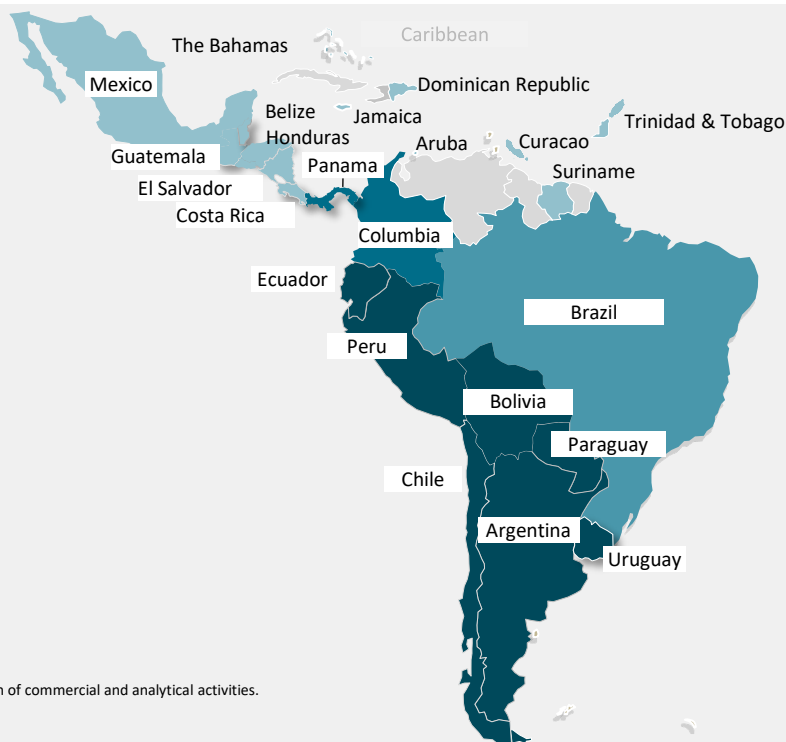 Caribbean
The Bahamas
Mexico
Dominican Republic
Belize
Jamaica
Trinidad & Tobago
Honduras
Aruba
Curacao
Guatemala
Panama
Suriname
El Salvador
Costa Rica
Columbia
Ecuador
Brazil
Peru
Bolivia
Paraguay
Chile
Argentina
Uruguay
of commercial and analytical activities.